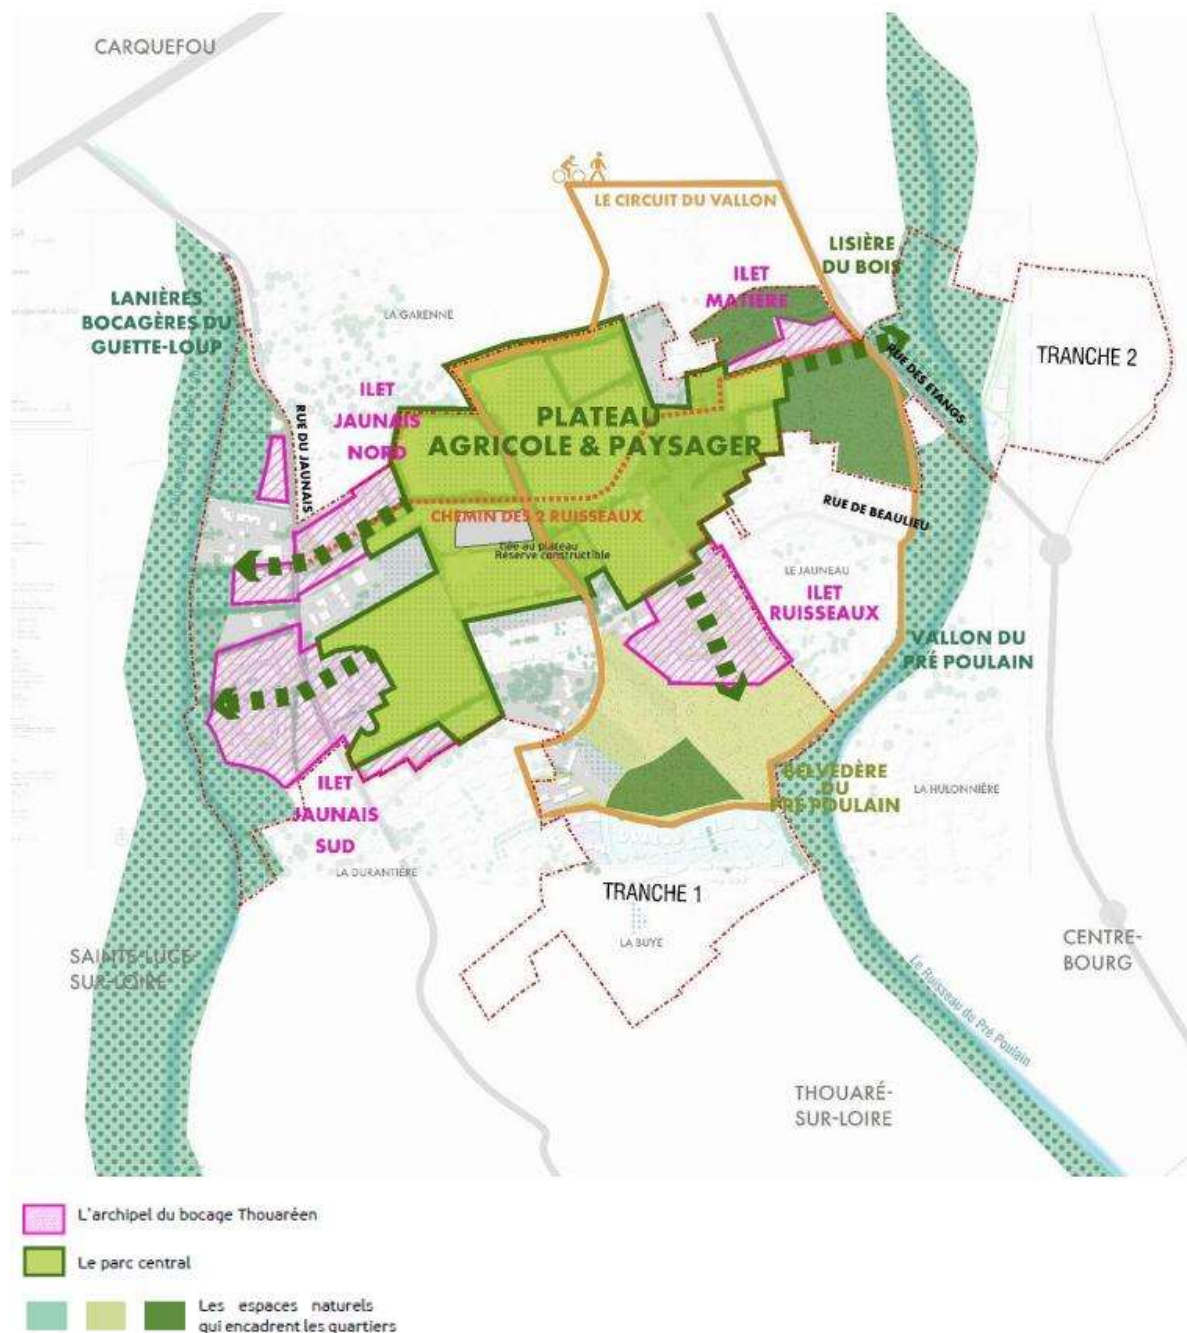 CARQUEFOU
LE CIRCUIT DU VALLON
LISIÈRE
DU BOIS
ILET
MATIÈRE
LANIÈRES
BOCAGÈRES DU
GUETTE-LOUP
LA GARENNE
TRANCHE 2
RUE DES ETANGS
ILET
JAUNAIS
NORD
RUE DU JAUNAIS
PLATEAU
AGRICOLE & PAYSAGER
CHEMIN DES 2 RUISSEAUX
RUE DE BEAULIEU
liée au plateau
Réserve constructible
LE JAUNEAU
ILET
RUISSEAUX
VALLON DU
PRÉ POULAIN
BELVEDÈRE
DU
PRÉ POULAIN
LA HULONNIÈRE
ILET
JAUNAIS
SUD
LA DURANTIÈRE
TRANCHE 1
LA BUYE
CENTRE-
BOURG
SAINTE-LUCE-
SUR-LOIRE
Le Ruisseau du Pré Poulain
THOUARÉ-
SUR-LOIRE
L'archipel du bocage Thouaréen
Le parc central
Les espaces naturels
qui encadrent les quartiers